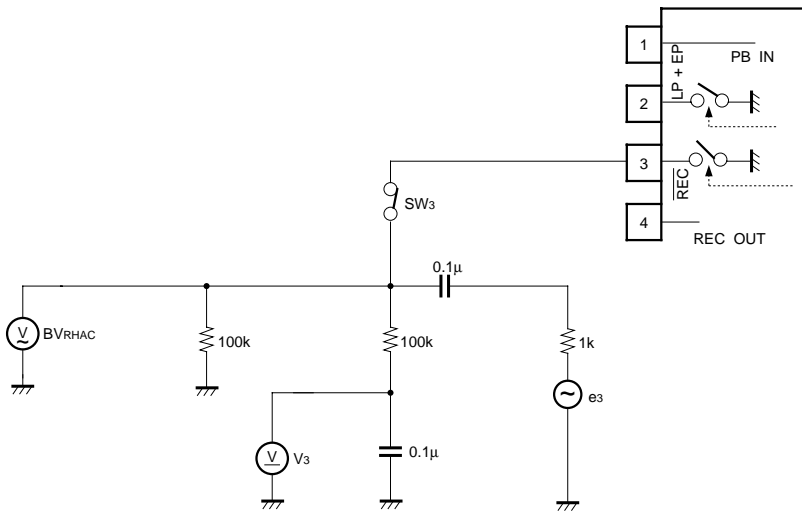 1
PB IN
LP + EP
2
3
REC
SW3
4
REC OUT
0.1µ
V
BVRHAC
100k
100k
1k
e3
V
V3
0.1µ